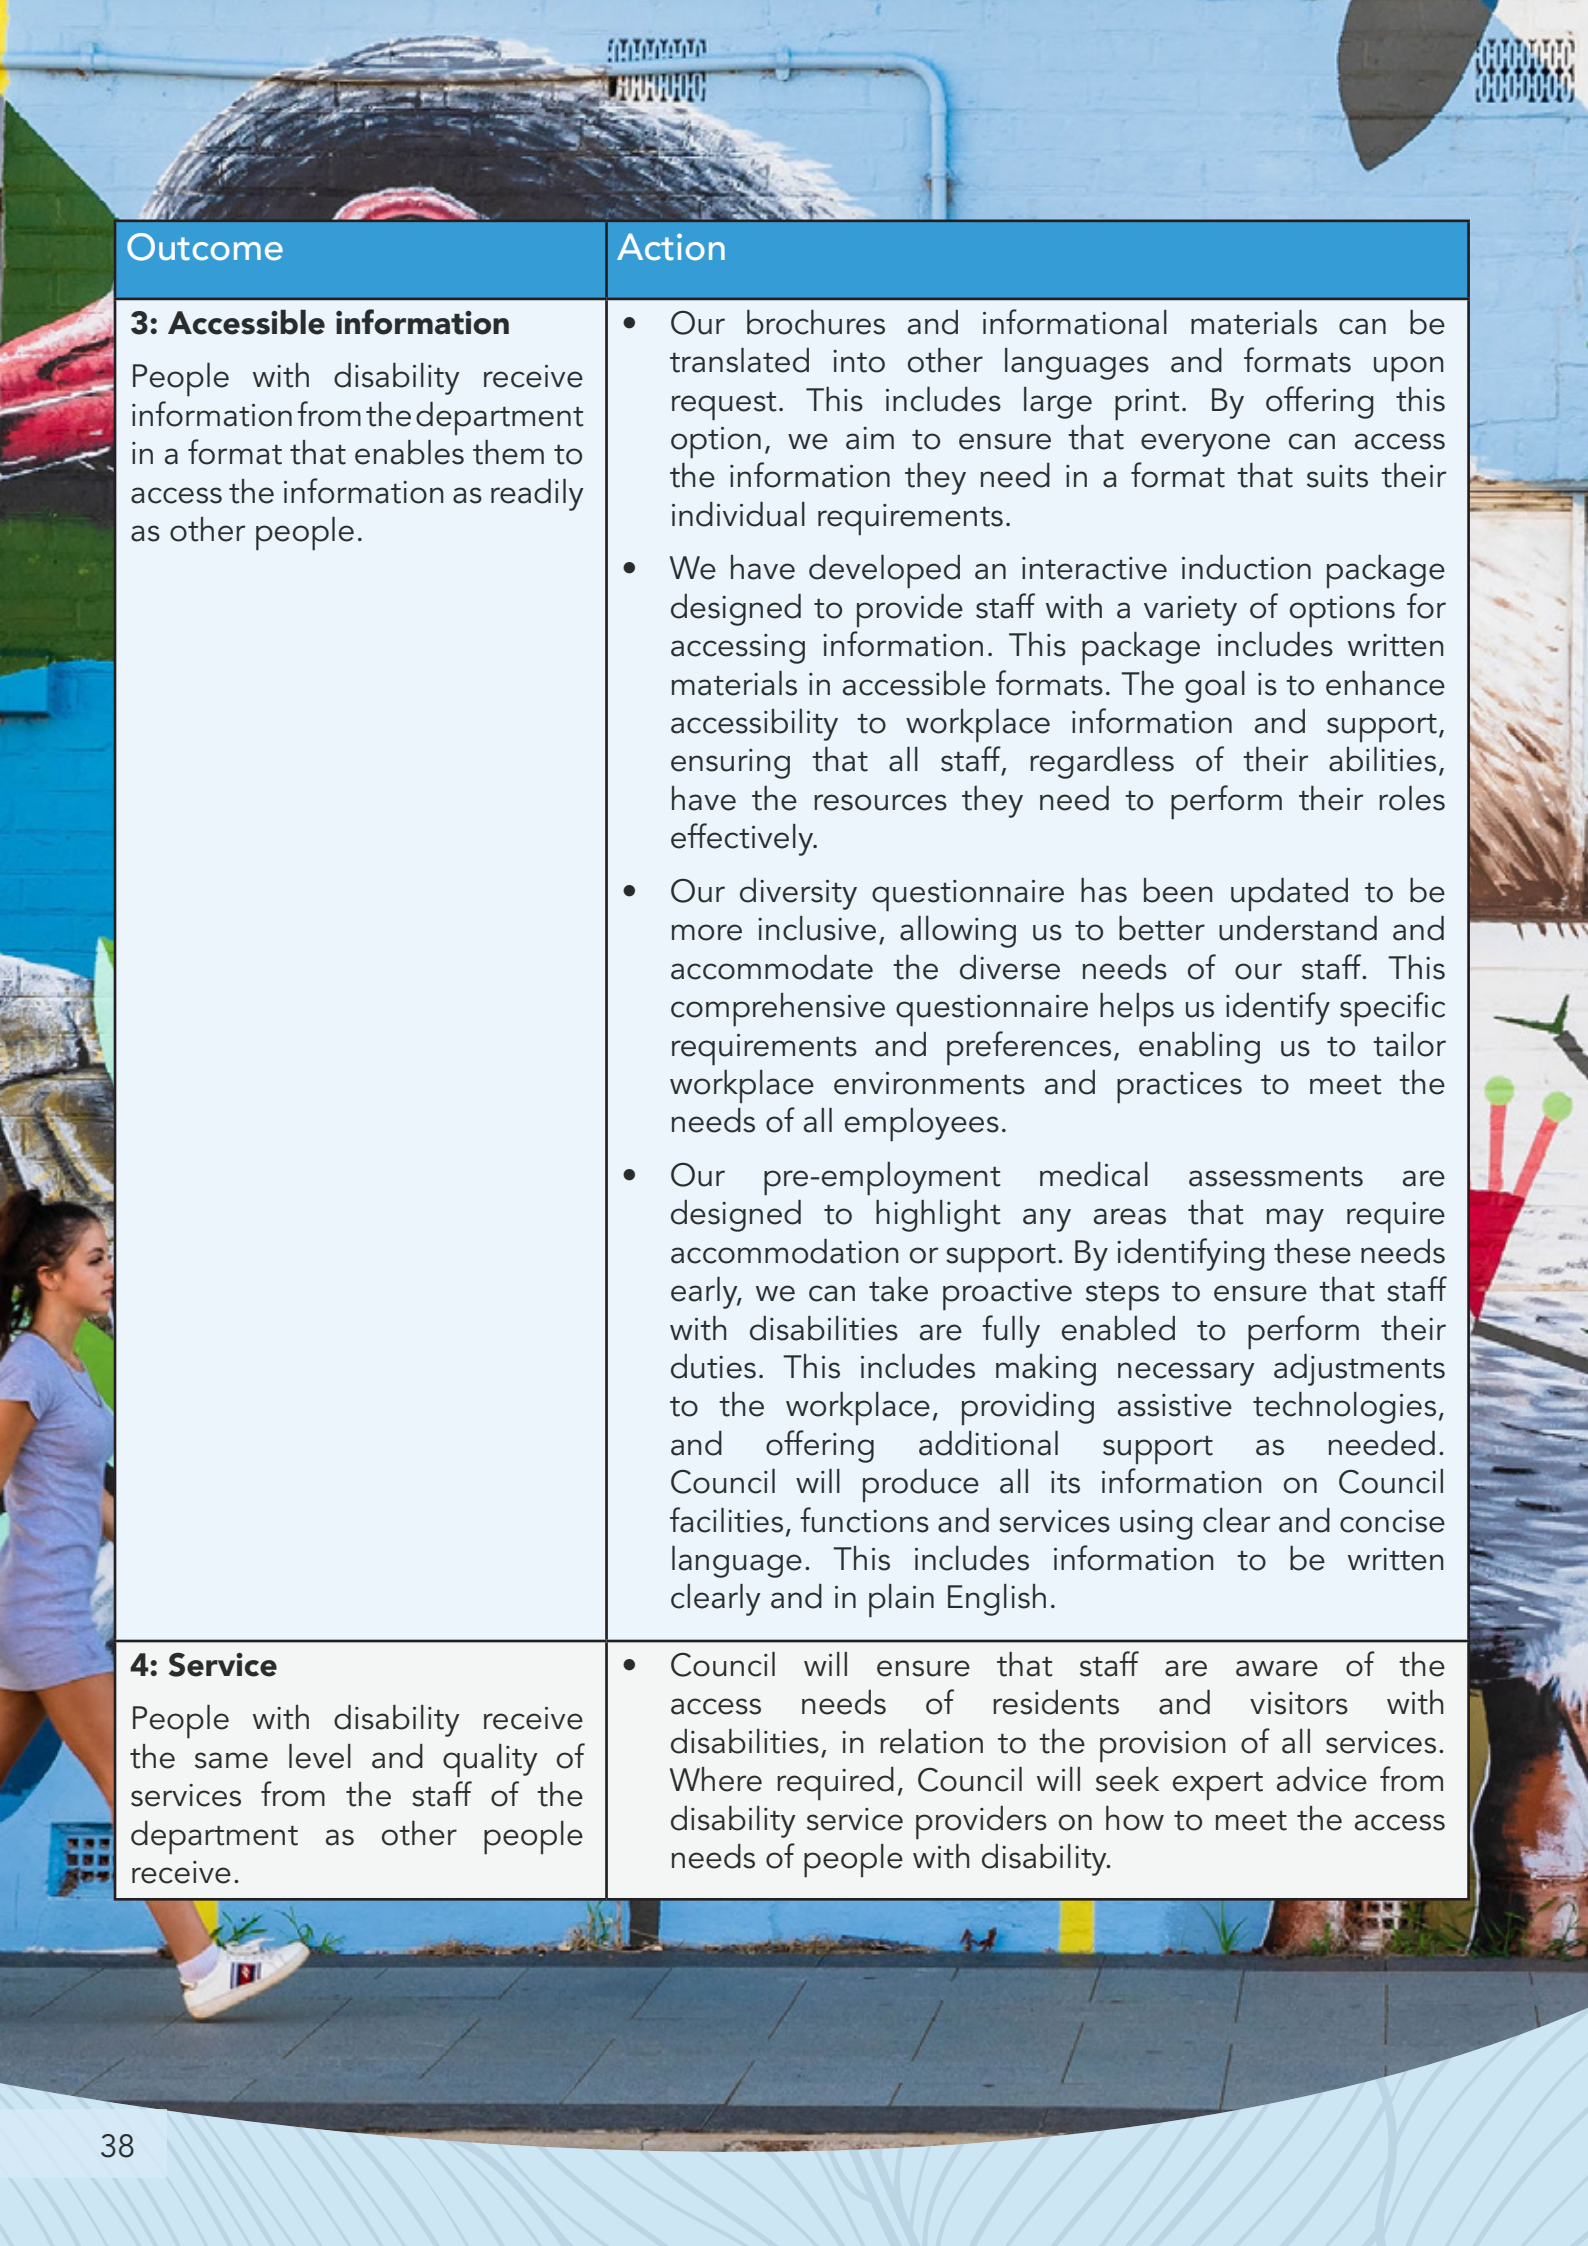 Outcome
Action
3: Accessible information
People with disability receive
information from the department
in a format that enables them to
access the information as readily
as other people.
• Our brochures and informational materials can be
translated into other languages and formats upon
request. This includes large print. By offering this
option, we aim to ensure that everyone can access
the information they need in a format that suits their
individual requirements.
• We have developed an interactive induction package
designed to provide staff with a variety of options for
accessing information. This package includes written
materials in accessible formats. The goal is to enhance
accessibility to workplace information and support,
ensuring that all staff, regardless of their abilities,
have the resources they need to perform their roles
effectively.
• Our diversity questionnaire has been updated to be
more inclusive, allowing us to better understand and
accommodate the diverse needs of our staff. This
comprehensive questionnaire helps us identify specific
requirements and preferences, enabling us to tailor
workplace environments and practices to meet the
needs of all employees.
• Our pre-employment medical assessments are
designed to highlight any areas that may require
accommodation or support. By identifying these needs
early, we can take proactive steps to ensure that staff
with disabilities are fully enabled to perform their
duties. This includes making necessary adjustments
to the workplace, providing assistive technologies,
and offering additional support as needed.
Council will produce all its information on Council
facilities, functions and services using clear and concise
language. This includes information to be written
clearly and in plain English.
4: Service
People with disability receive
the same level and quality of
services from the staff of the
department as other people
receive.
• Council will ensure that staff are aware of the
access needs of residents and visitors with
disabilities, in relation to the provision of all services.
Where required, Council will seek expert advice from
disability service providers on how to meet the access
needs of people with disability.
38